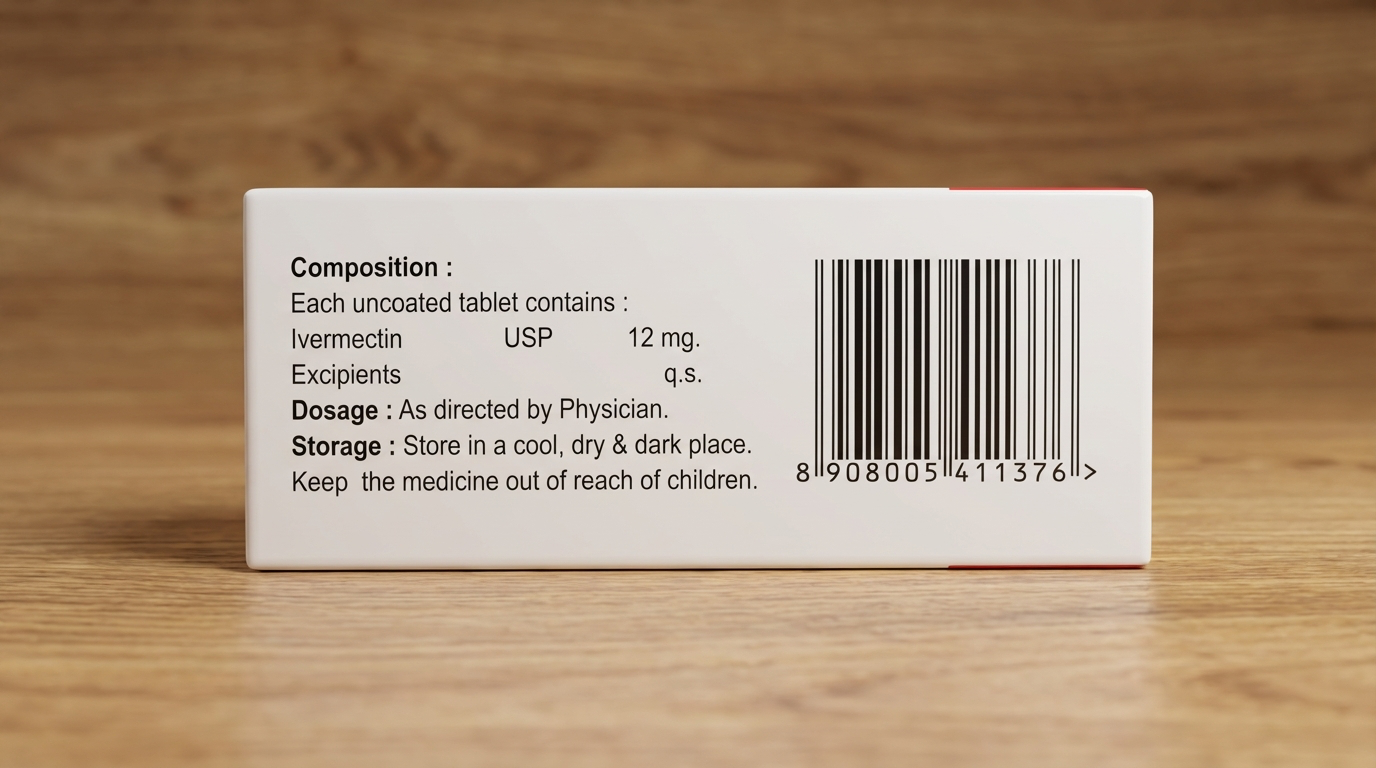 Composition :
Each uncoated tablet contains :
Ivermectin USP 12 mg.
Excipients q.s.
Dosage : As directed by Physician.
Storage : Store in a cool, dry & dark place.
Keep the medicine out of reach of children.
8 908005 411376 >